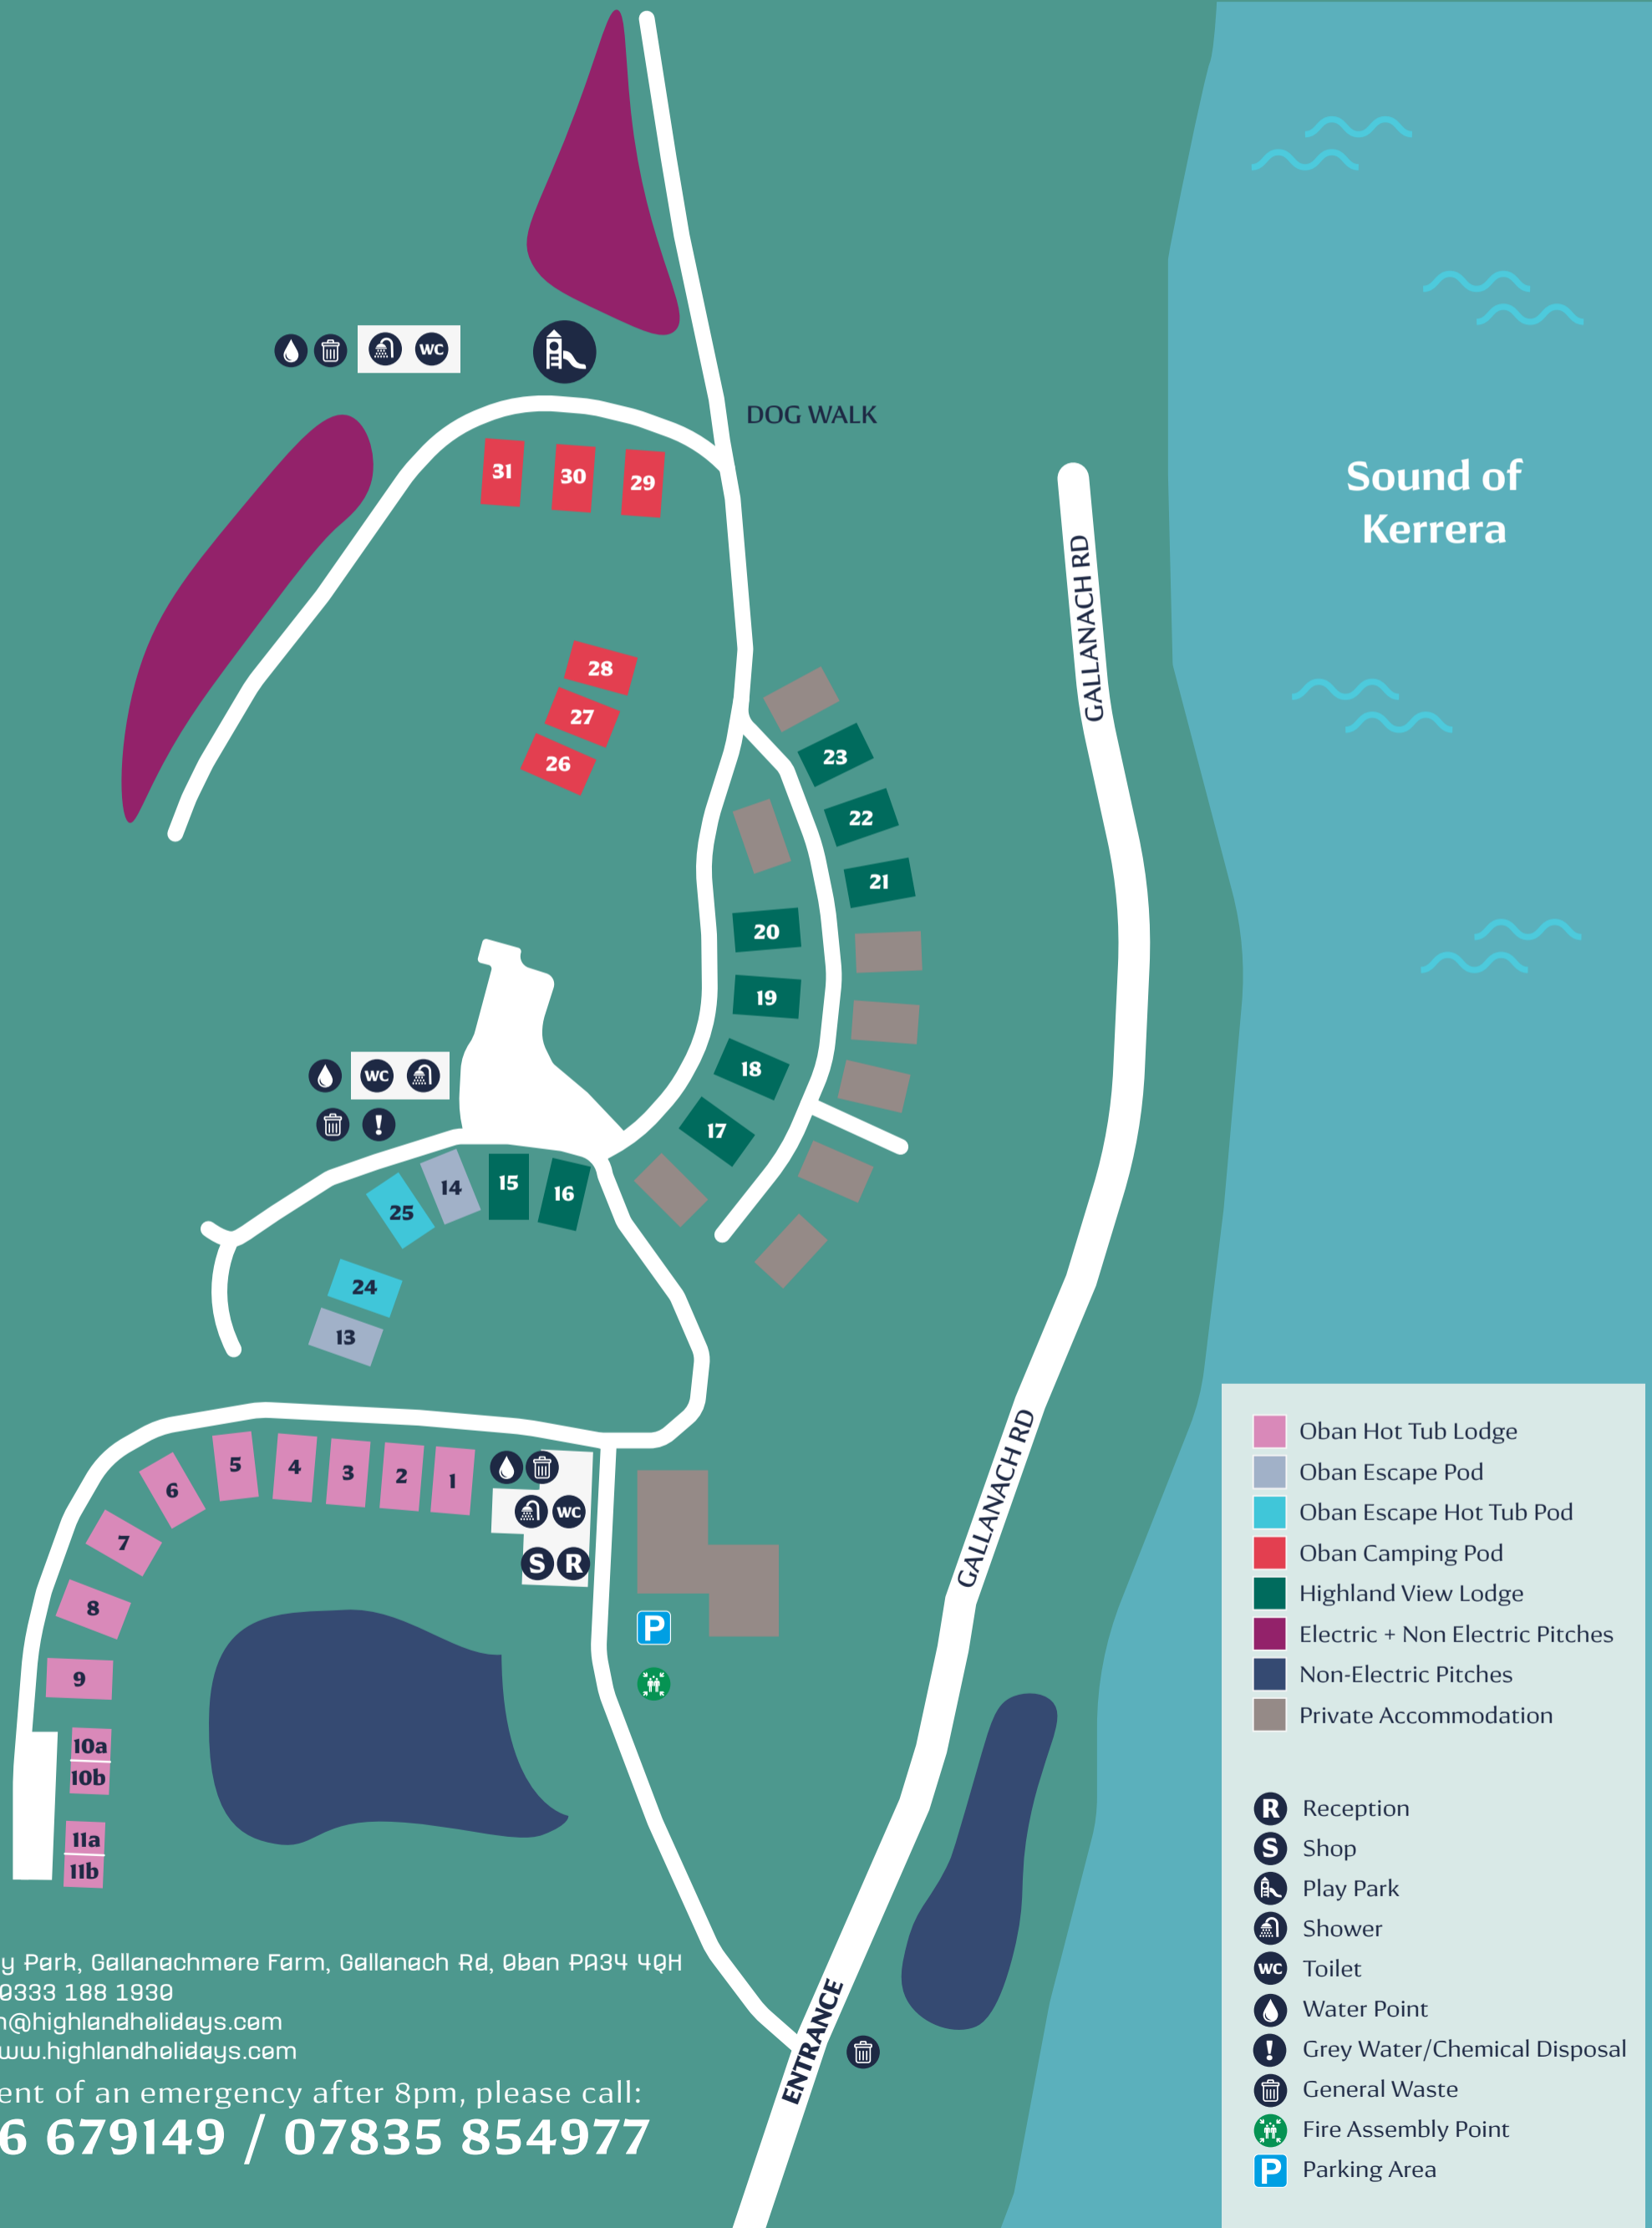 WC
DOG WALK
31
30
29
Sound of
Kerrera
GALLANACH RD
28
27
26
23
22
21
20
19
18
17
WC
!
14
15
16
25
24
13
5
4
3
2
1
6
7
8
9
10a
10b
11a
11b
WC
S R
P
GALLANACH RD
ENTRANCE
Oban Hot Tub Lodge
Oban Escape Pod
Oban Escape Hot Tub Pod
Oban Camping Pod
Highland View Lodge
Electric + Non Electric Pitches
Non-Electric Pitches
Private Accommodation
R Reception
S Shop
Play Park
Shower
WC Toilet
Water Point
! Grey Water/Chemical Disposal
General Waste
Fire Assembly Point
P Parking Area
y Park, Gallanachmore Farm, Gallanach Rd, Oban PA34 4QH
0333 188 1930
n@highlandholidays.com
ww.highlandholidays.com
ent of an emergency after 8pm, please call:
6 679149 / 07835 854977